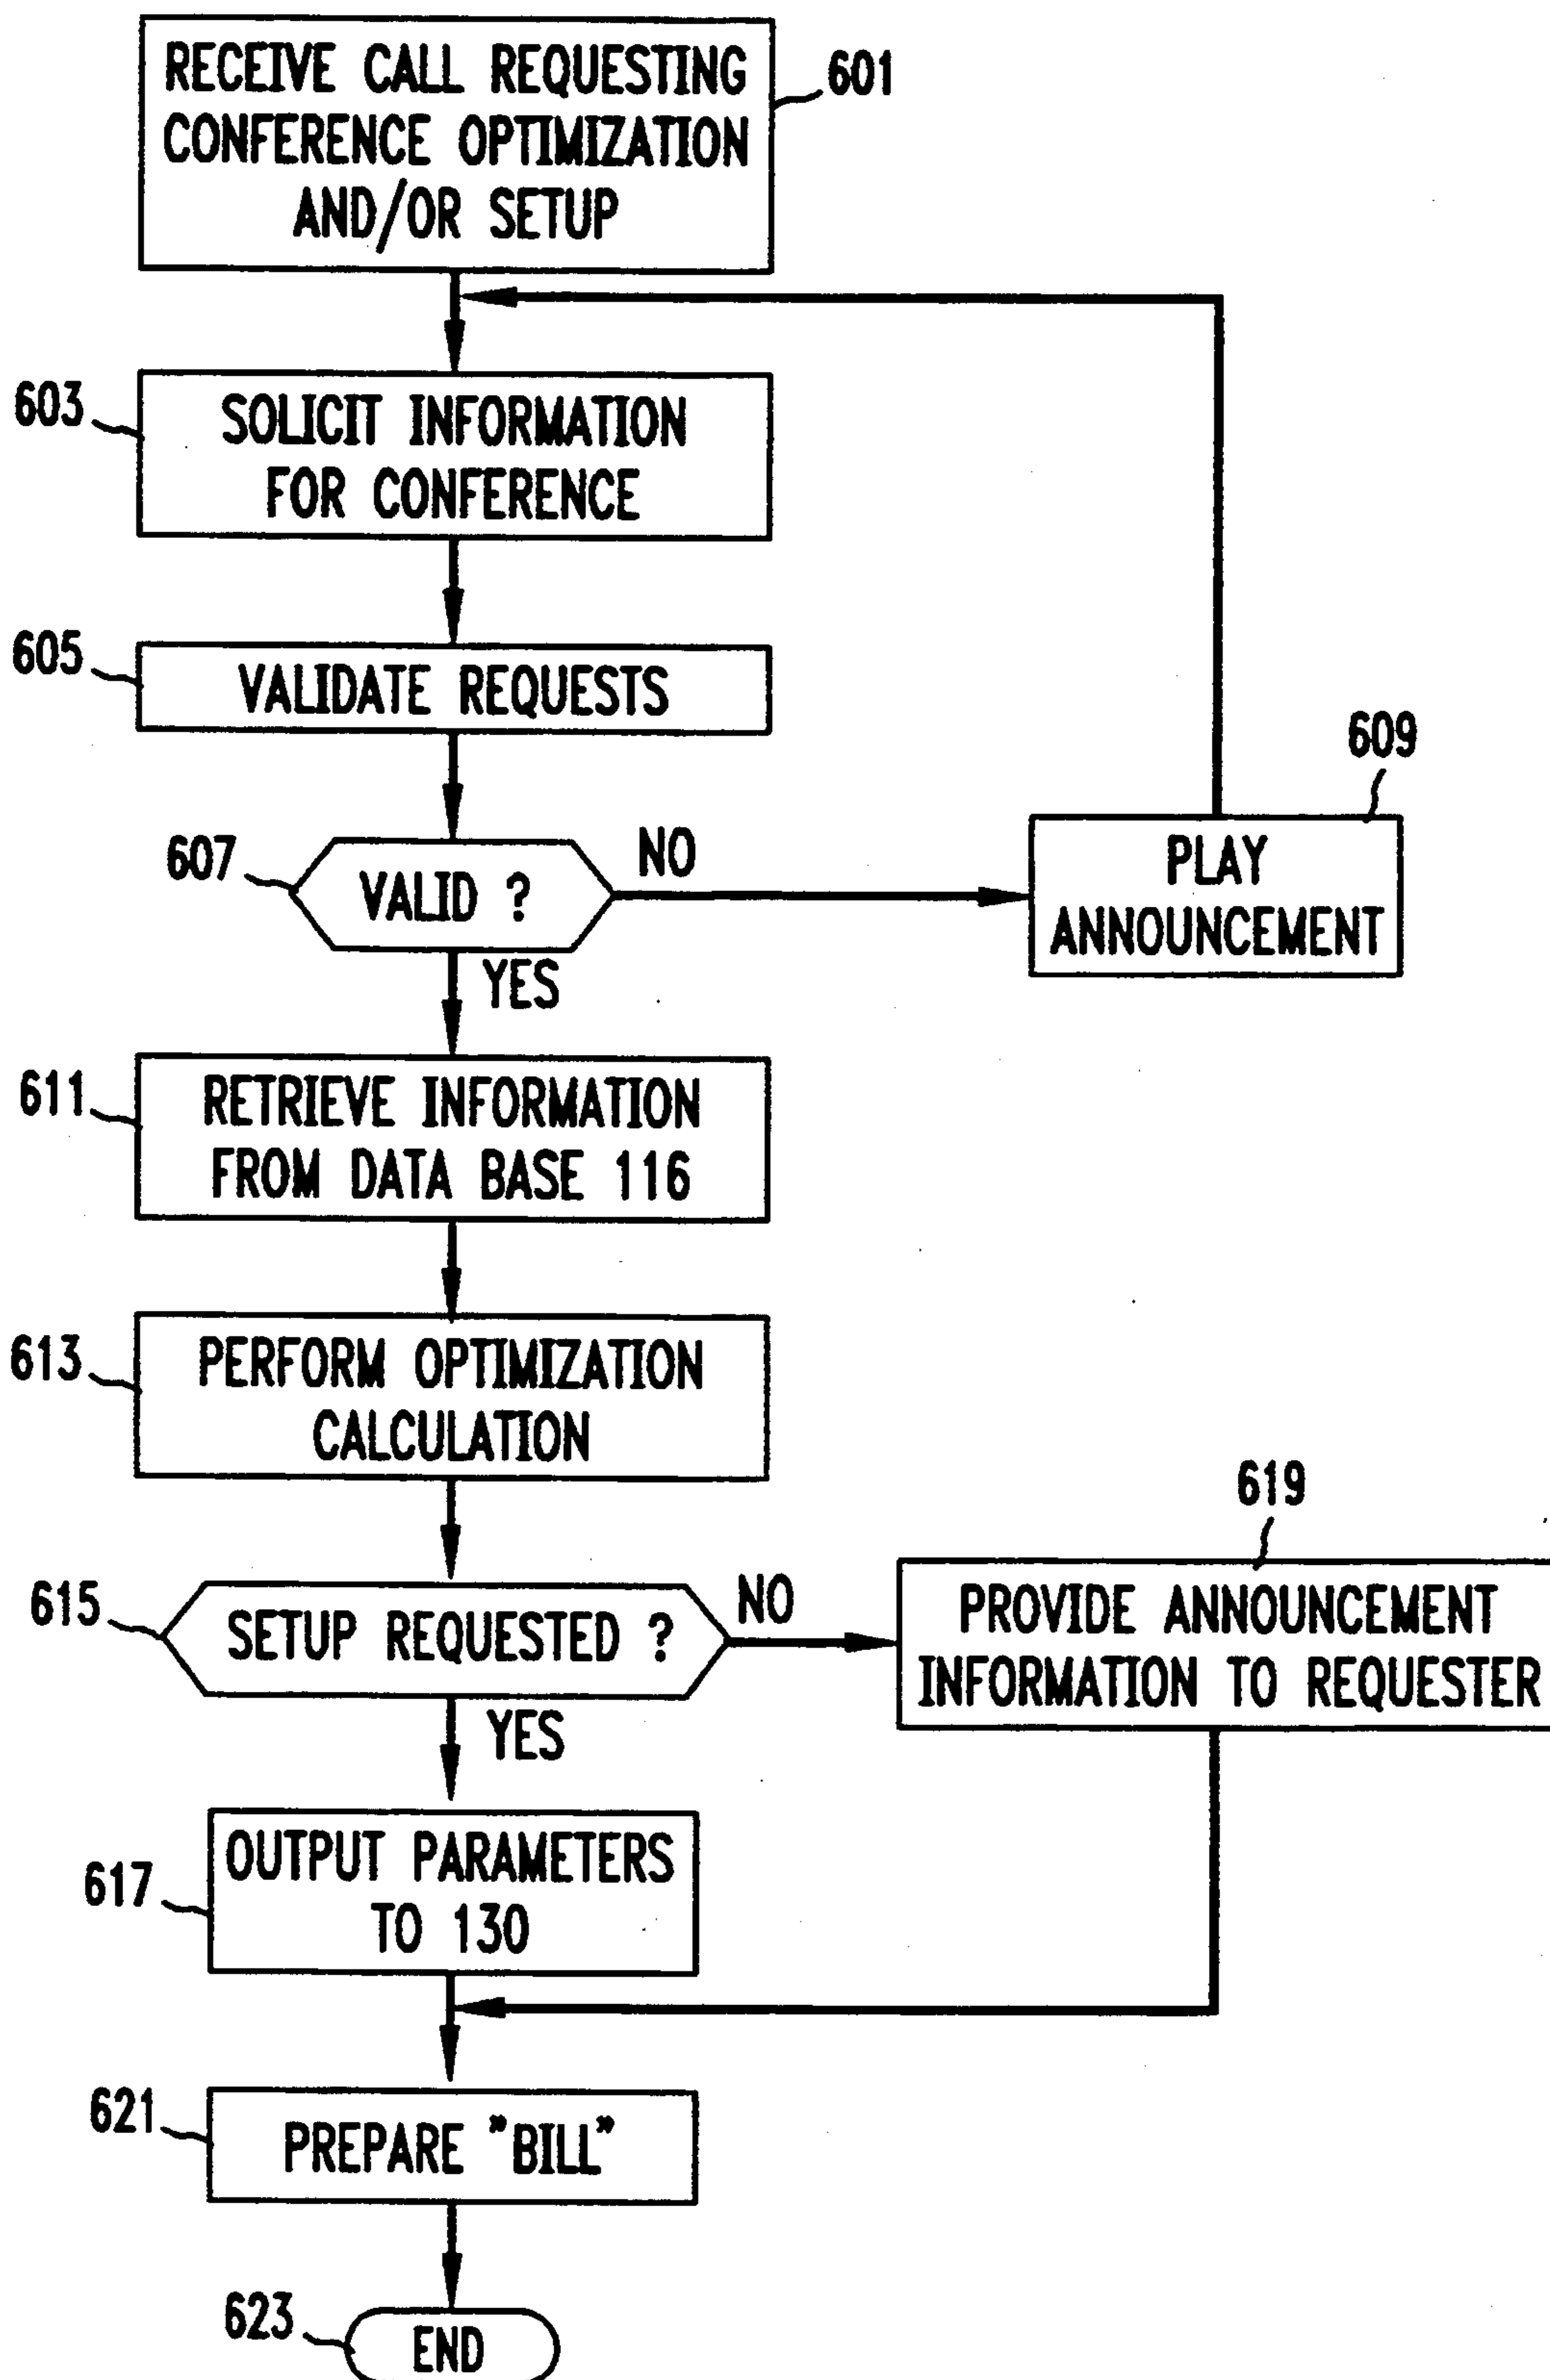 RECEIVE CALL REQUESTING
CONFERENCE OPTIMIZATION
AND/OR SETUP
601
603
SOLICIT INFORMATION
FOR CONFERENCE
605
VALIDATE REQUESTS
607
VALID ?
NO
609
PLAY
ANNOUNCEMENT
YES
611
RETRIEVE INFORMATION
FROM DATA BASE 116
613
PERFORM OPTIMIZATION
CALCULATION
615
SETUP REQUESTED ?
NO
619
PROVIDE ANNOUNCEMENT
INFORMATION TO REQUESTER
YES
617
OUTPUT PARAMETERS
TO 130
621
PREPARE "BILL"
623
END